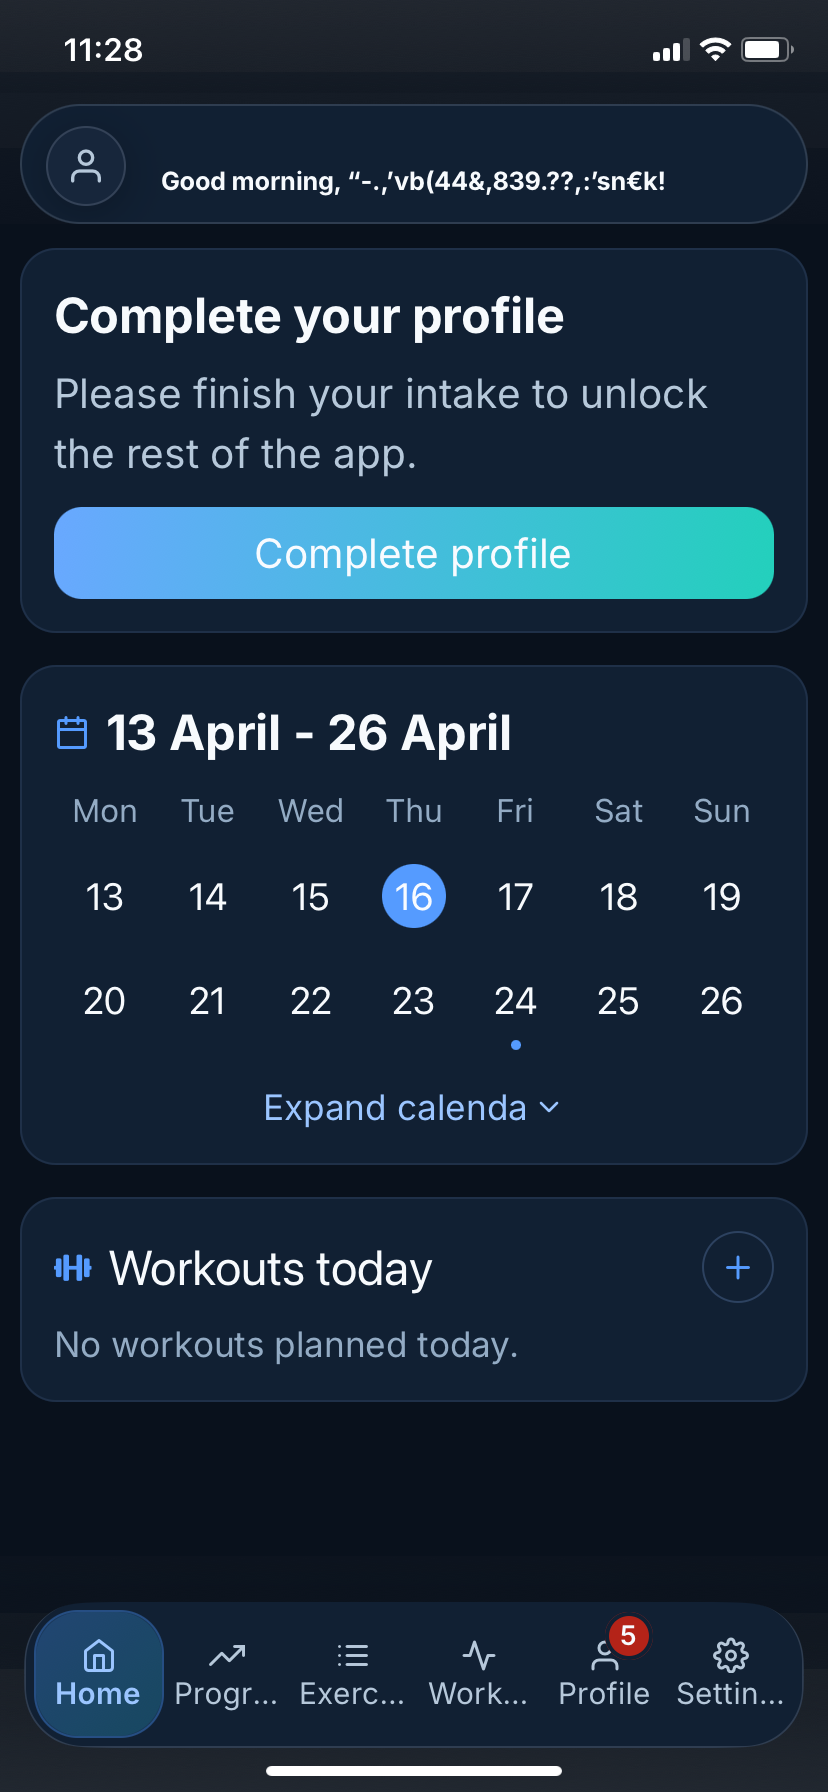 11:28
Good morning, “-.,’vb(44&,839.??,:’sn€k!
Complete your profile
Please finish your intake to unlock
the rest of the app.
Complete profile
13 April - 26 April
Mon Tue Wed Thu Fri Sat Sun
13 14 15 16 17 18 19
20 21 22 23 24 25 26
Expand calenda
Workouts today
No workouts planned today.
5
Home Progr... Exerc... Work... Profile Settin...